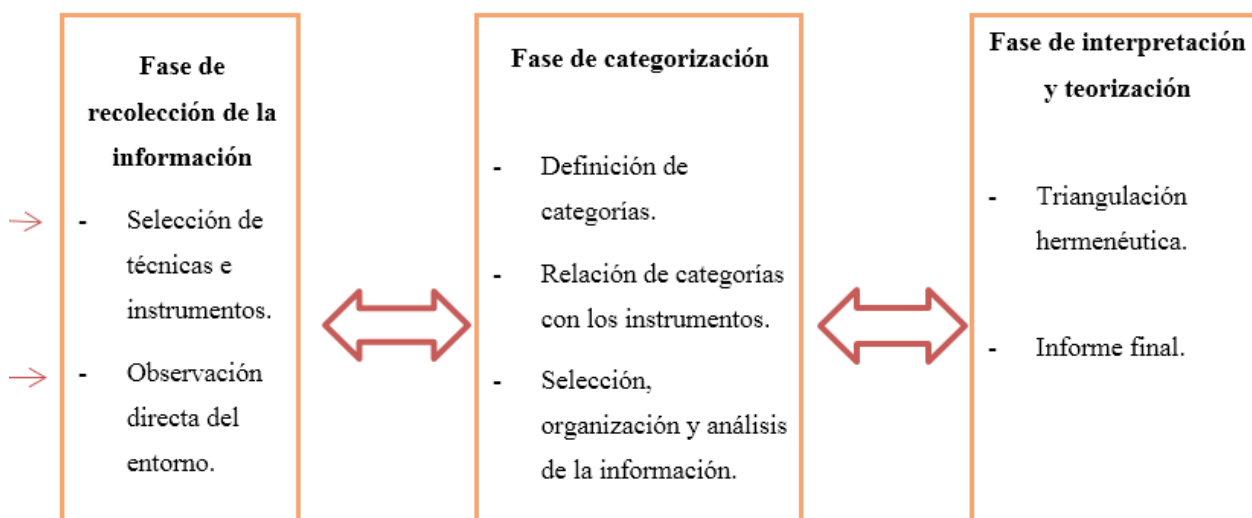 Fase de
recolección de la
información
- Selección de
técnicas e
instrumentos.
- Observación
directa del
entorno.
Fase de categorización
- Definición de
categorías.
- Relación de categorías
con los instrumentos.
- Selección,
organización y análisis
de la información.
Fase de interpretación
y teorización
- Triangulación
hermenéutica.
- Informe final.